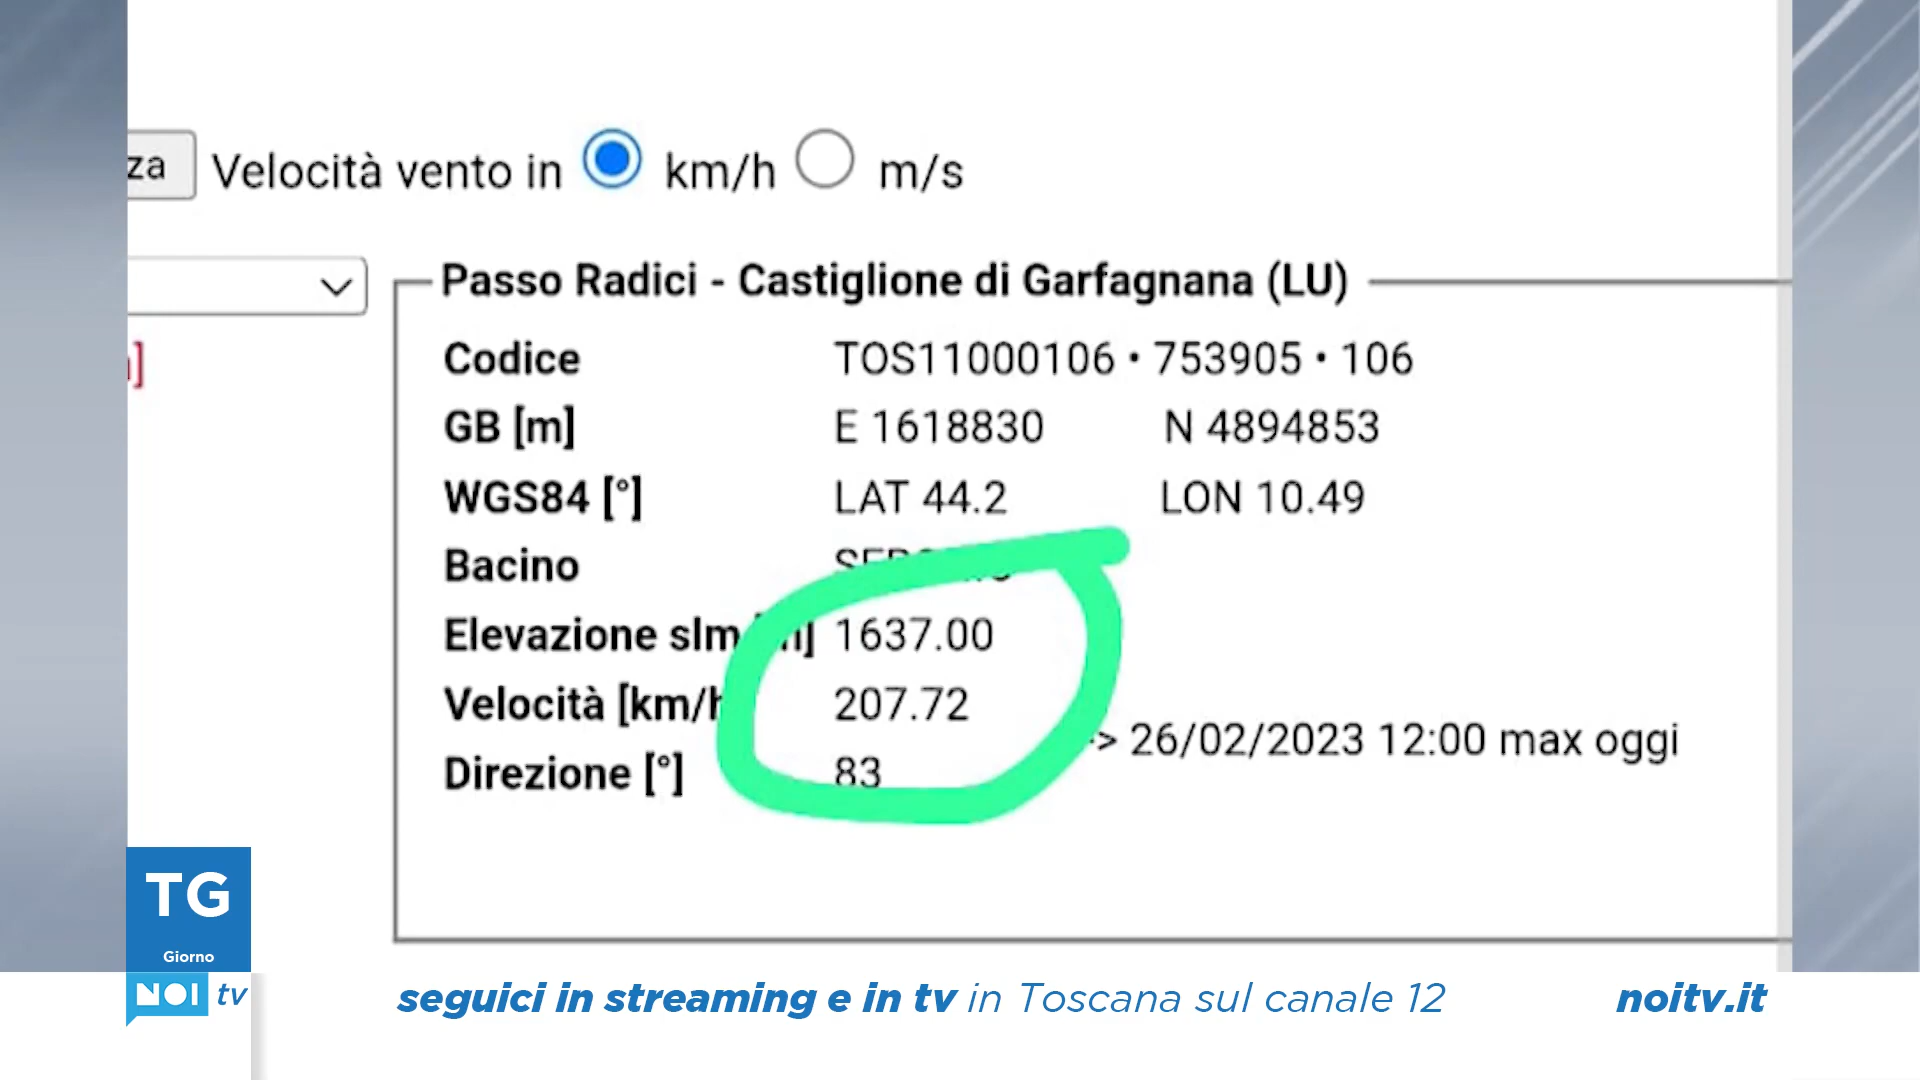 za Velocità vento in km/h m/s
Passo Radici - Castiglione di Garfagnana (LU)
Codice TOS11000106 • 753905 • 106
GB [m] E 1618830 N 4894853
WGS84 [°] LAT 44.2 LON 10.49
Bacino
Elevazione slm 1637.00
Velocità [km/h 207.72
-> 26/02/2023 12:00 max oggi
Direzione [°] 83
TG
Giorno
NOI tv
seguici in streaming e in tv in Toscana sul canale 12
noitv.it